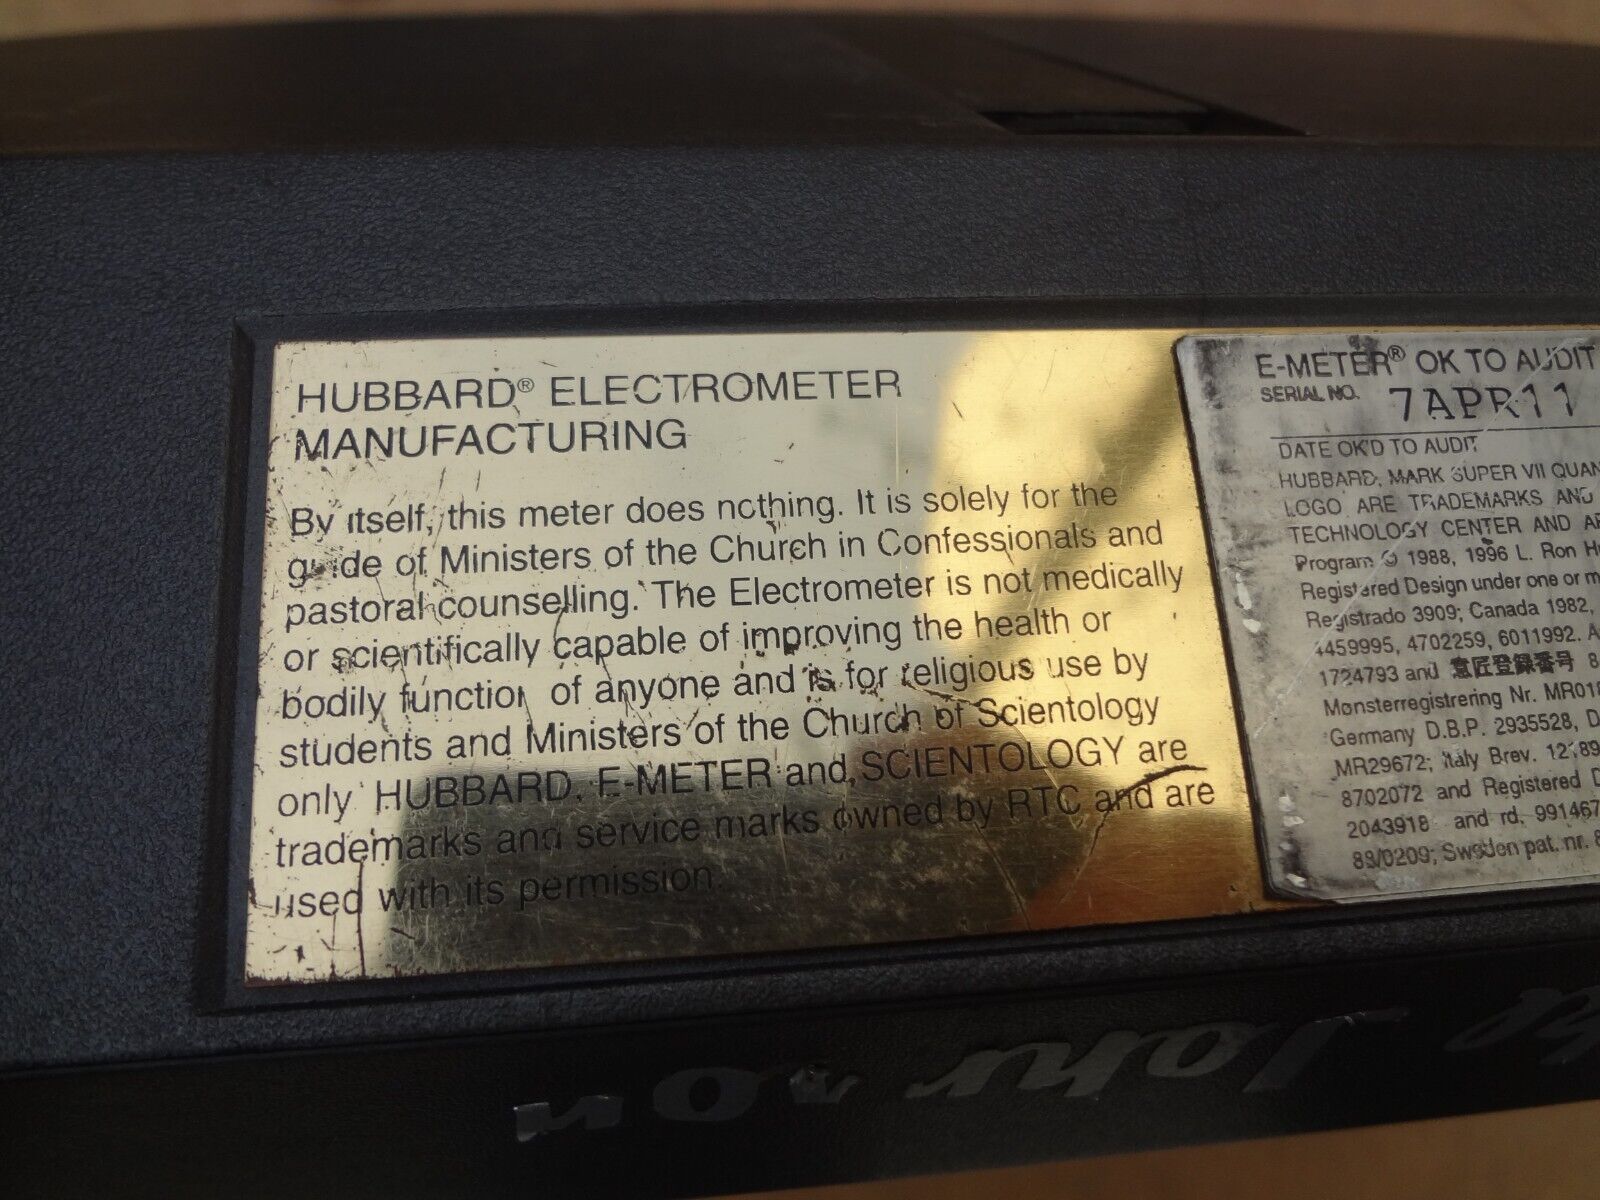 HUBBARD® ELECTROMETER
MANUFACTURING
By itself, this meter does nothing. It is solely for the
guide of Ministers of the Church in Confessionals and
pastoral counselling. The Electrometer is not medically
or scientifically capable of improving the health or
bodily function of anyone and is for religious use by
students and Ministers of the Church of Scientology
only HUBBARD, E-METER and SCIENTOLOGY are
trademarks and service marks owned by RTC and are
used with its permission.
E-METER® OK TO AUDIT
SERIAL NO. 7APR11
DATE OK'D TO AUDIT
HUBBARD, MARK SUPER VII QUAN
LOGO ARE TRADEMARKS AND
TECHNOLOGY CENTER AND
Program © 1988, 1996 L. Ron
Registered Design under one or
Registrado 3909; Canada 1982,
4459995, 4702259, 6011992.
1724793 and 意匠登録番号 8
Mønsterregistrering Nr.
Germany D.B.P. 2935528,
MR29672; Italy Brev.
8702072 and Registered
2043918 and rd. 991467
Sweden pat. nr.